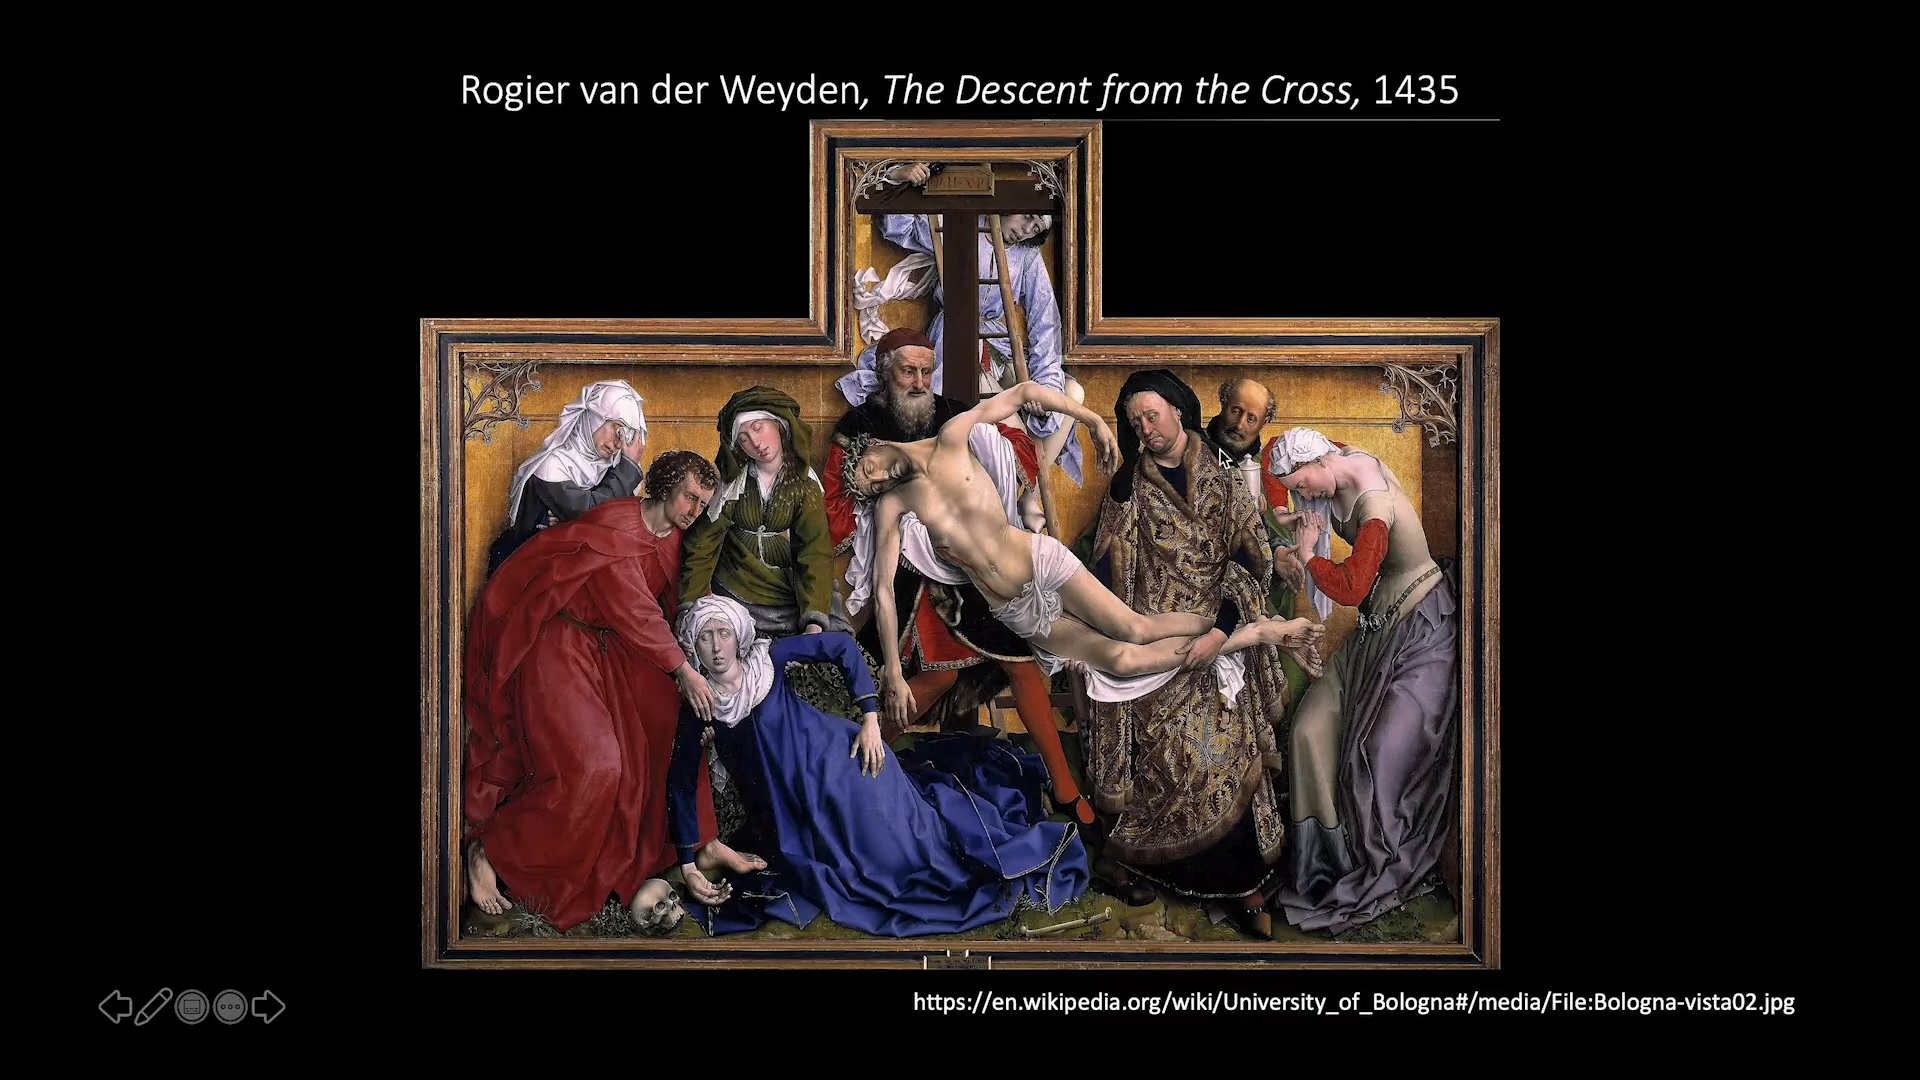 Rogier van der Weyden, The Descent from the Cross, 1435
https://en.wikipedia.org/wiki/University_of_Bologna#/media/File:Bologna-vista02.jpg